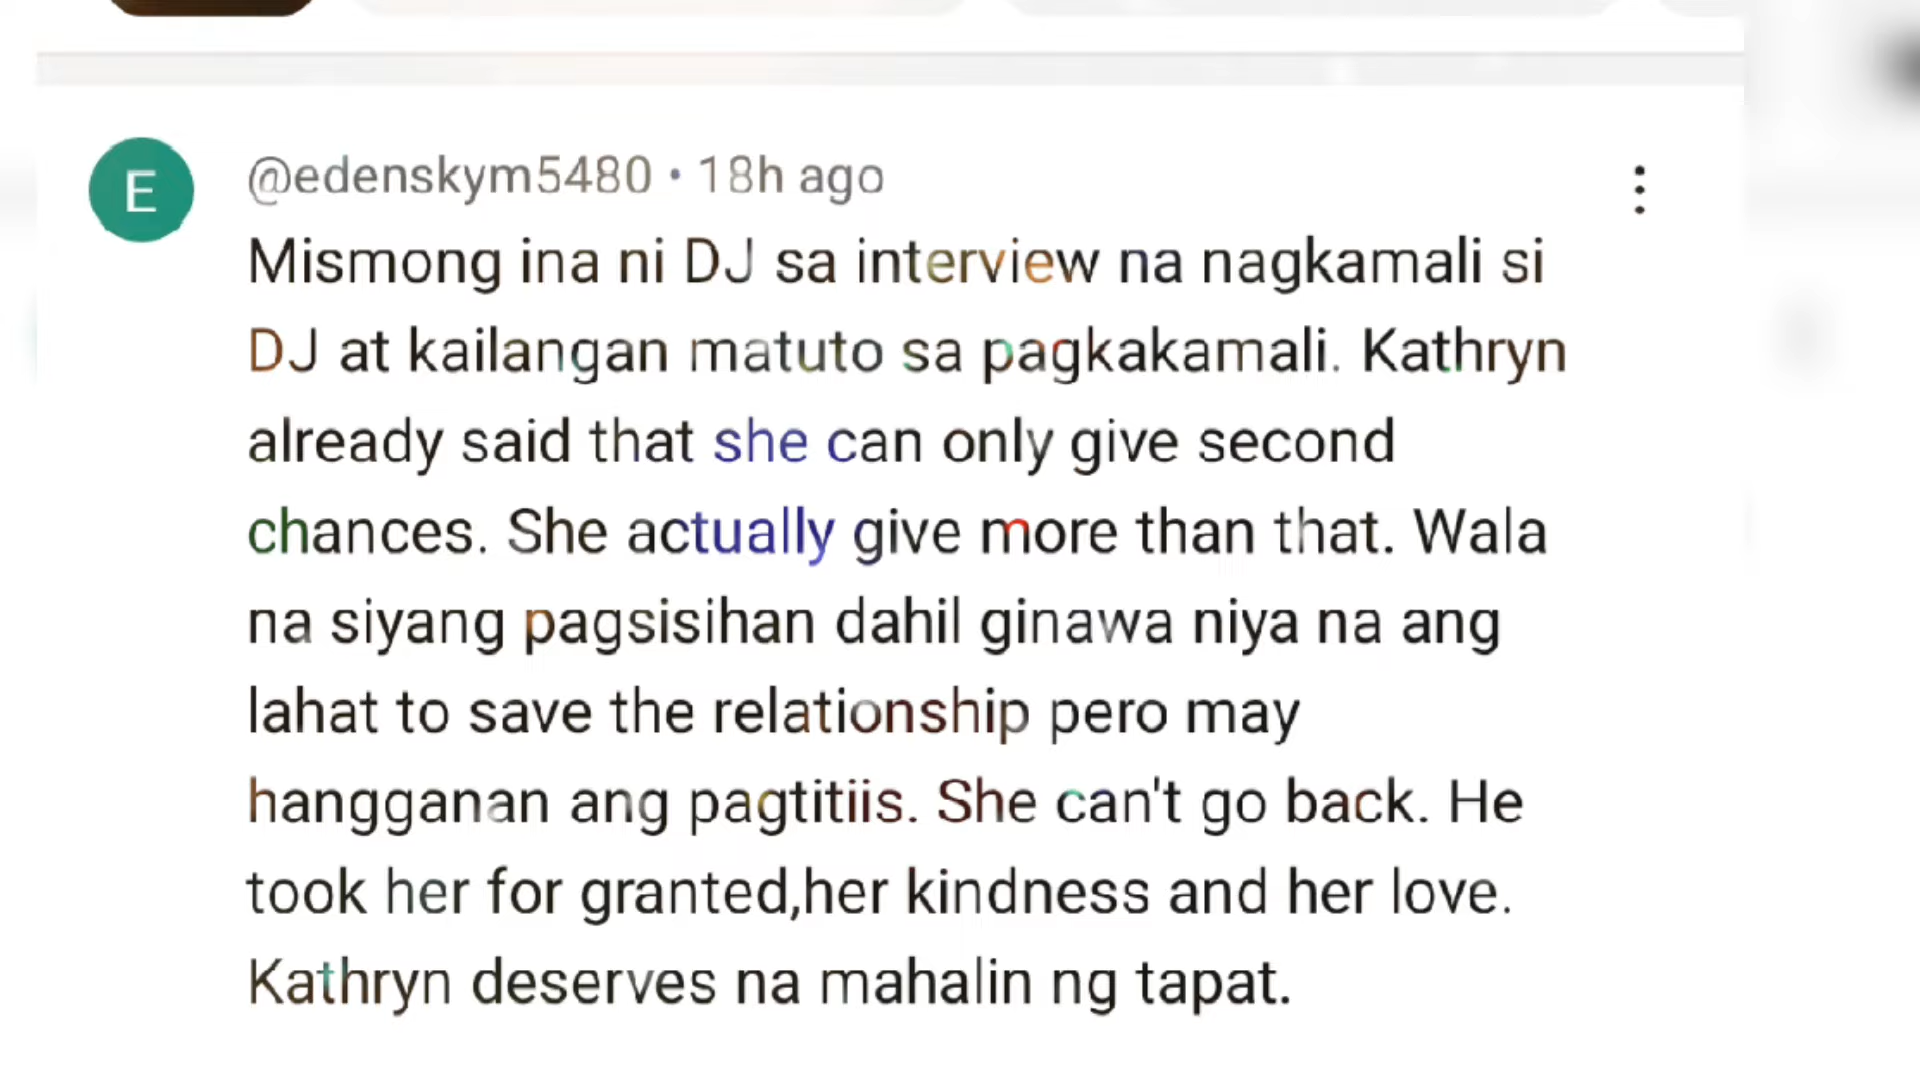 E
@edenskym5480 • 18h ago
Mismong ina ni DJ sa interview na nagkamali si
DJ at kailangan matuto sa pagkakamali. Kathryn
already said that she can only give second
chances. She actually give more than that. Wala
na siyang pagsisihan dahil ginawa niya na ang
lahat to save the relationship pero may
hangganan ang pagtitiis. She can't go back. He
took her for granted,her kindness and her love.
Kathryn deserves na mahalin ng tapat.